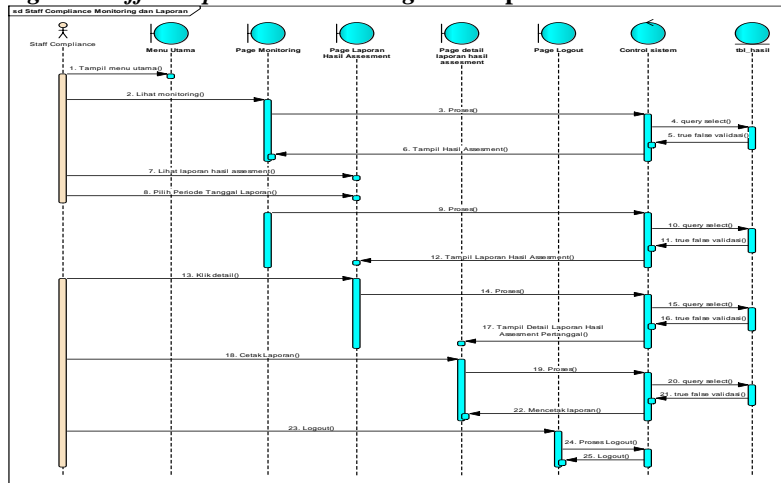 sd Staff Compliance Monitoring dan Laporan
Staff Compliance
Menu Utama
Page Monitoring
Page Laporan
Hasil Assesment
Page detail
laporan hasil
assesment
Page Logout
Control sistem
tbl_hasil
1. Tampil menu utama()
2. Lihat monitoring()
3. Proses()
4. query select()
5. true false validasi()
6. Tampil Hasil Assesment()
7. Lihat laporan hasil assesment()
8. Pilih Periode Tanggal Laporan()
9. Proses()
10. query select()
11. true false validasi()
12. Tampil Laporan Hasil Assesment()
13. Klik detail()
14. Proses()
15. query select()
16. true false validasi()
17. Tampil Detail Laporan Hasil
Assesment Pertanggal()
18. Cetak Laporan()
19. Proses()
20. query select()
21. true false validasi()
22. Mencetak laporan()
23. Logout()
24. Proses Logout()
25. Logout()